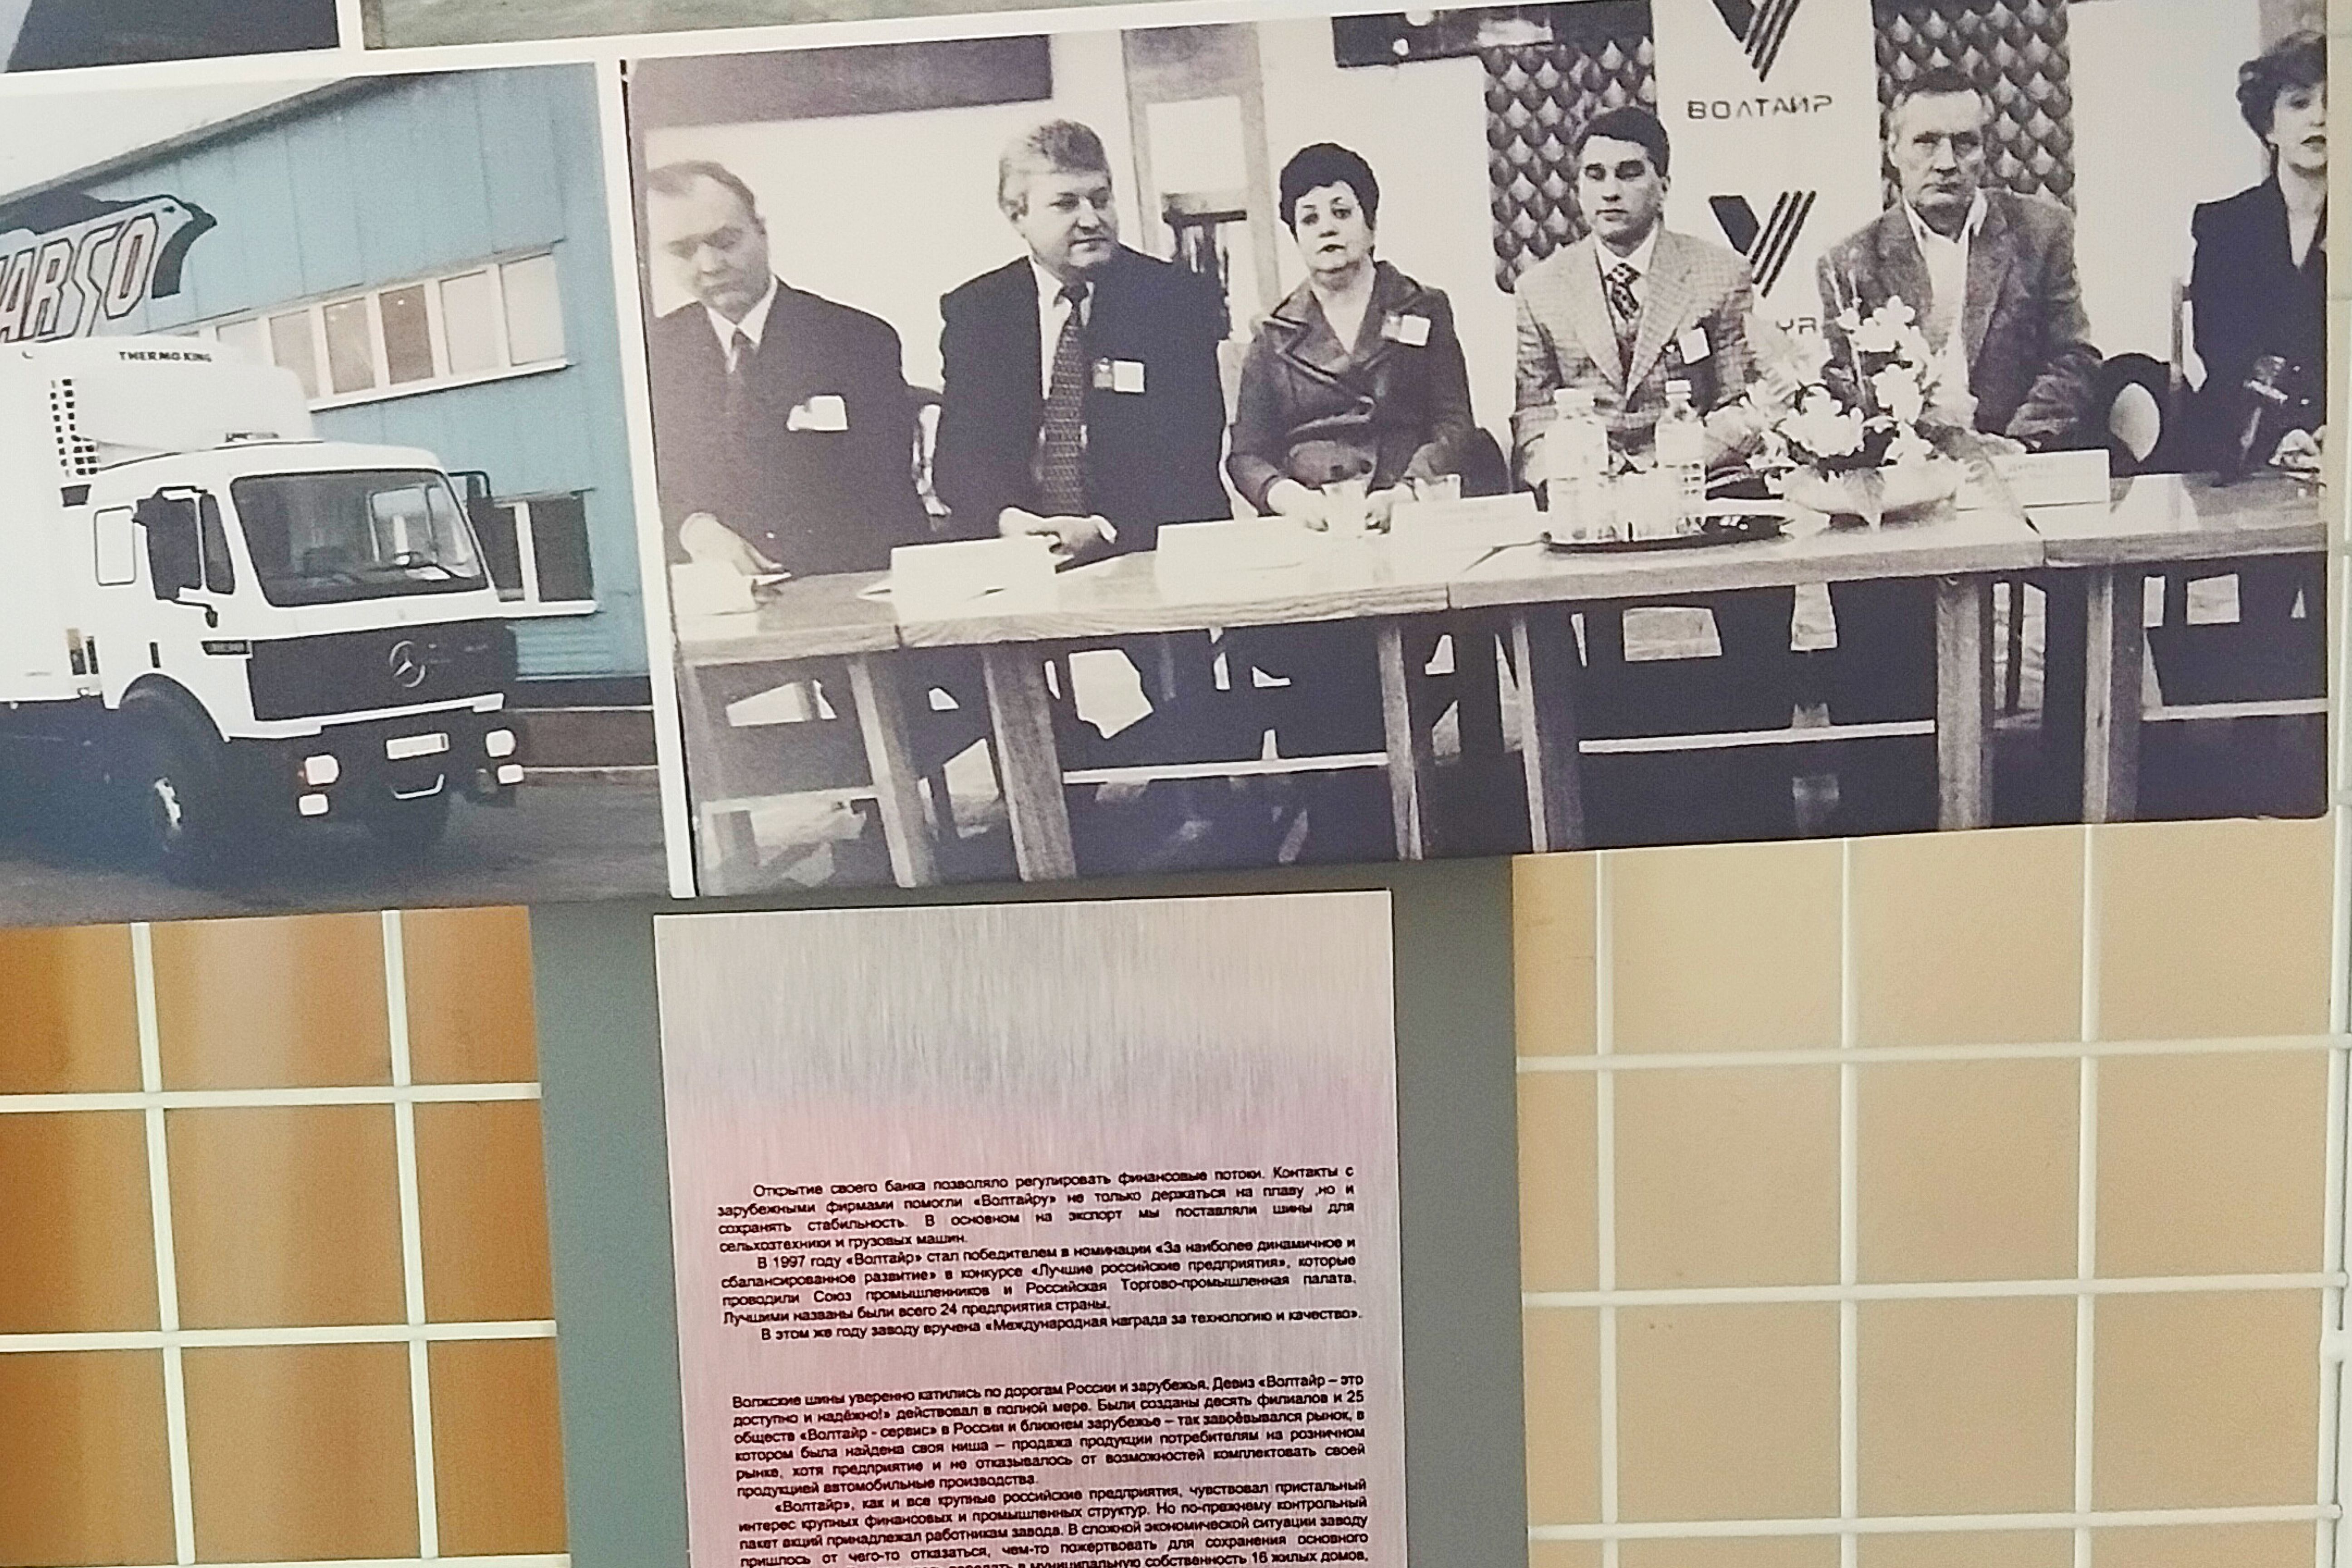 ВОЛТАЙР
ARSO
THERMO KING
YR
Открытие своего банка позволяло регулировать финансовые потоки. Контакты с
зарубежными фирмами помогли «Волтайру» не только держаться на плаву ,но и
сохранять стабильность. В основном на экспорт мы поставляли шины для
сельхозтехники и грузовых машин.
В 1997 году «Волтайр» стал победителем в номинации «За наиболее динамичное и
сбалансированное развитие» в конкурсе «Лучшие российские предприятия», которые
проводили Союз промышленников и Российская Торгово-промышленная палата.
Лучшими названы были всего 24 предприятия страны.
В этом же году заводу вручена «Международная награда за технологию и качество».
Волжские шины уверенно катились по дорогам России и зарубежья. Девиз «Волтайр – это
доступно и надёжно!» действовал в полной мере. Были созданы десять филиалов и 25
обществ «Волтайр - сервис» в России и ближнем зарубежье – так завоёвывался рынок, в
котором была найдена своя ниша – продажа продукции потребителям на розничном
рынке, хотя предприятие и не отказывалось от возможностей комплектовать своей
продукцией автомобильные производства.
«Волтайр», как и все крупные российские предприятия, чувствовал пристальный
интерес крупных финансовых и промышленных структур. Но по-прежнему контрольный
пакет акций принадлежал работникам завода. В сложной экономической ситуации заводу
пришлось от чего-то отказаться, чем-то пожертвовать для сохранения основного
в муниципальную собственность 16 жилых домов,